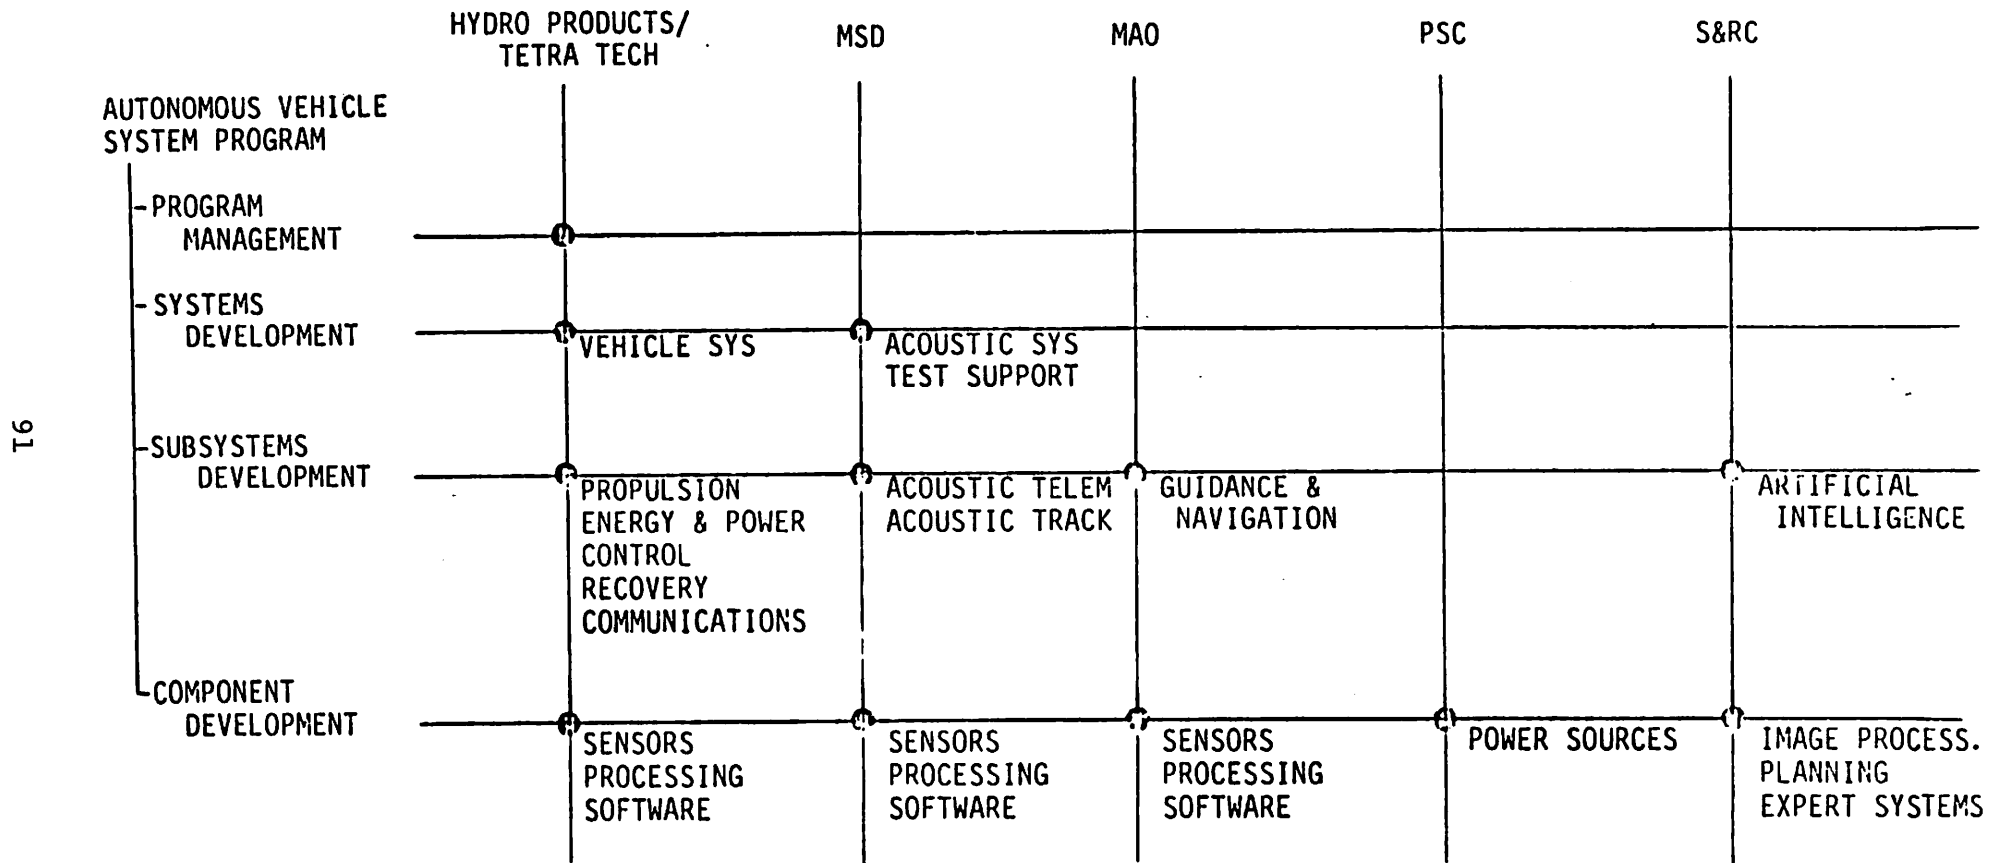 HYDRO PRODUCTS/
TETRA TECH
MSD
MAO
PSC
S&RC
AUTONOMOUS VEHICLE
SYSTEM PROGRAM
-PROGRAM
MANAGEMENT
-SYSTEMS
DEVELOPMENT
VEHICLE SYS
ACOUSTIC SYS
TEST SUPPORT
-SUBSYSTEMS
DEVELOPMENT
PROPULSION
ENERGY & POWER
CONTROL
RECOVERY
COMMUNICATIONS
ACOUSTIC TELEM
ACOUSTIC TRACK
GUIDANCE &
NAVIGATION
ARTIFICIAL
INTELLIGENCE
-COMPONENT
DEVELOPMENT
SENSORS
PROCESSING
SOFTWARE
SENSORS
PROCESSING
SOFTWARE
SENSORS
PROCESSING
SOFTWARE
POWER SOURCES
IMAGE PROCESS.
PLANNING
EXPERT SYSTEMS
91